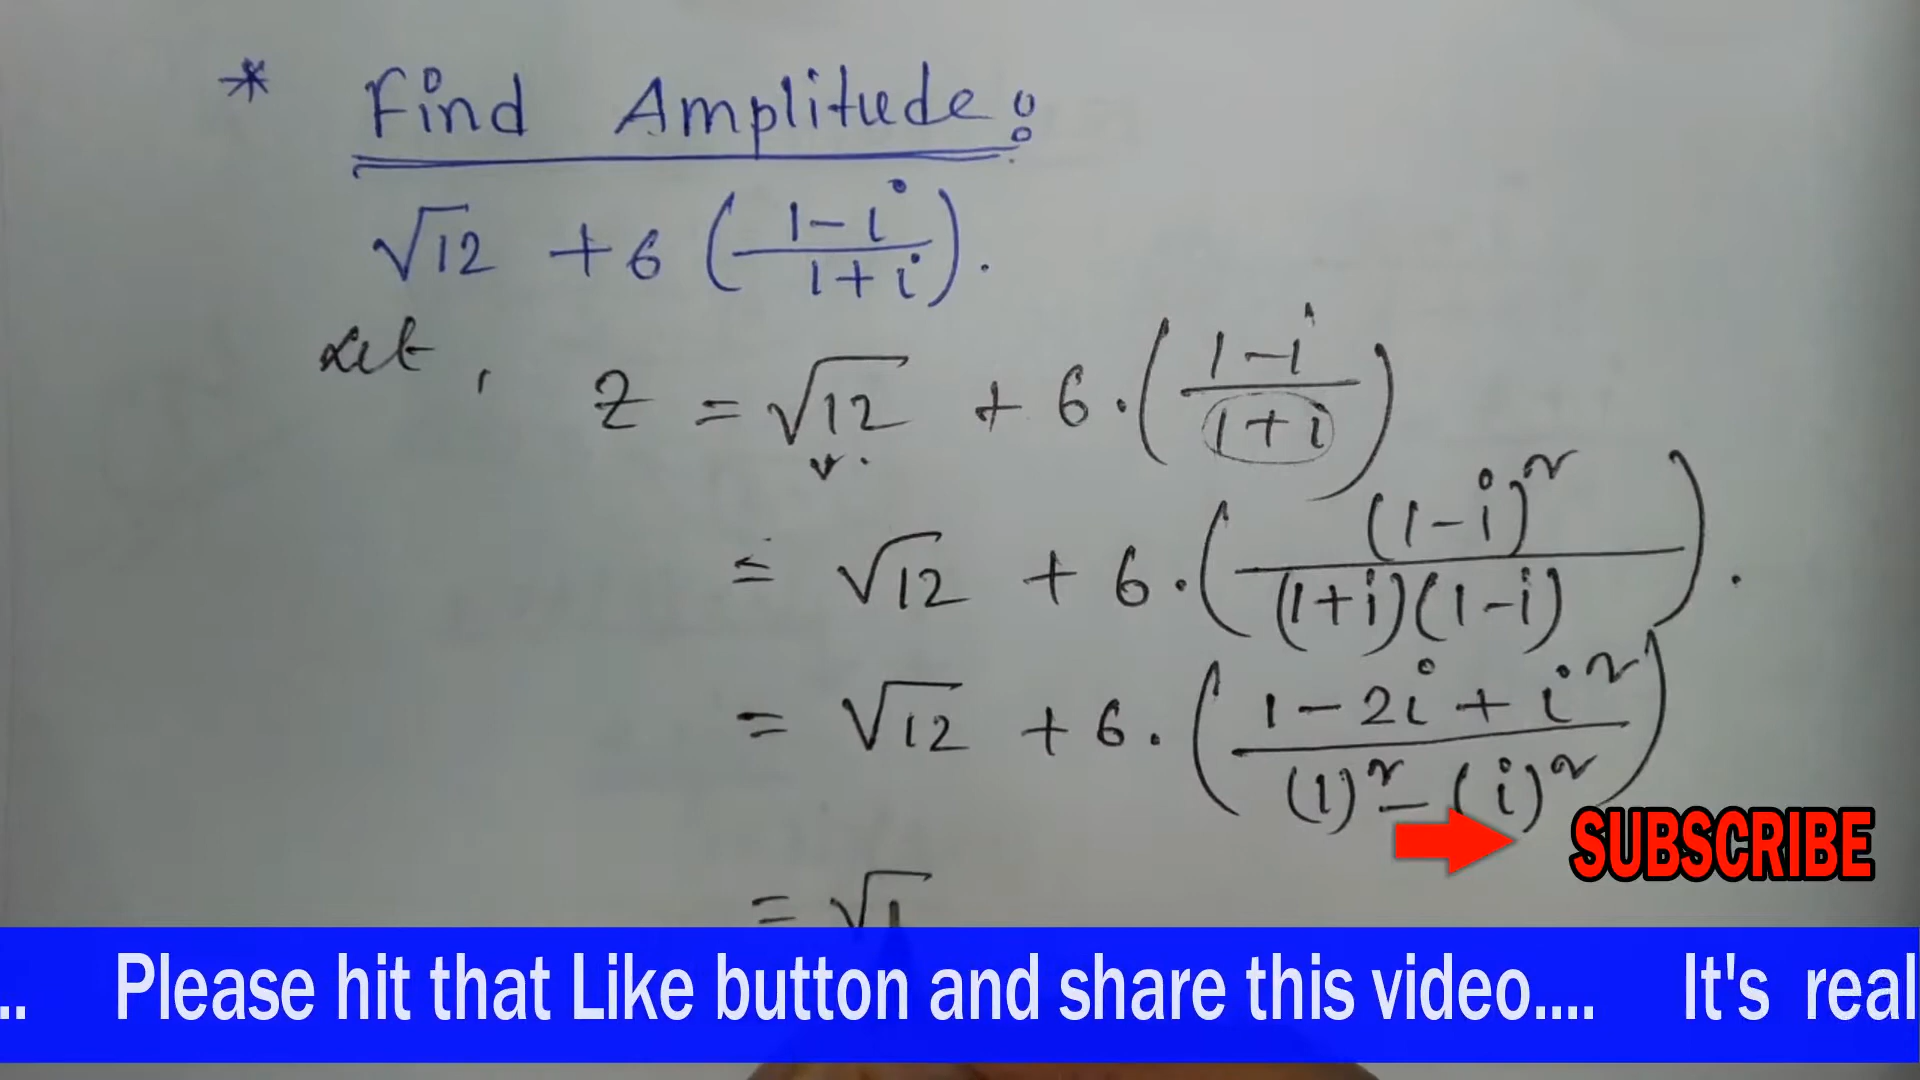 * Find Amplitude:
√12 + 6 (1-i / 1+i).
Let, Z = √12 + 6.(1-i / 1+i)
= √12 + 6.((1-i)² / (1+i)(1-i)).
= √12 + 6.(1-2i+i² / (1)²-(i)²)
SUBSCRIBE
= √1
.. Please hit that Like button and share this video.... It's real